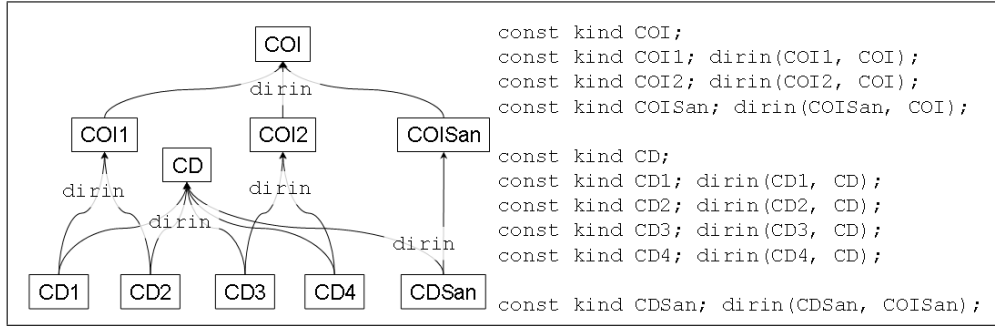 COI
dirin
COI1
COI2
COISan
CD
dirin
dirin
dirin
dirin
CD1
CD2
CD3
CD4
CDSan
const kind COI;
const kind COI1; dirin(COI1, COI);
const kind COI2; dirin(COI2, COI);
const kind COISan; dirin(COISan, COI);
const kind CD;
const kind CD1; dirin(CD1, CD);
const kind CD2; dirin(CD2, CD);
const kind CD3; dirin(CD3, CD);
const kind CD4; dirin(CD4, CD);
const kind CDSan; dirin(CDSan, COISan);